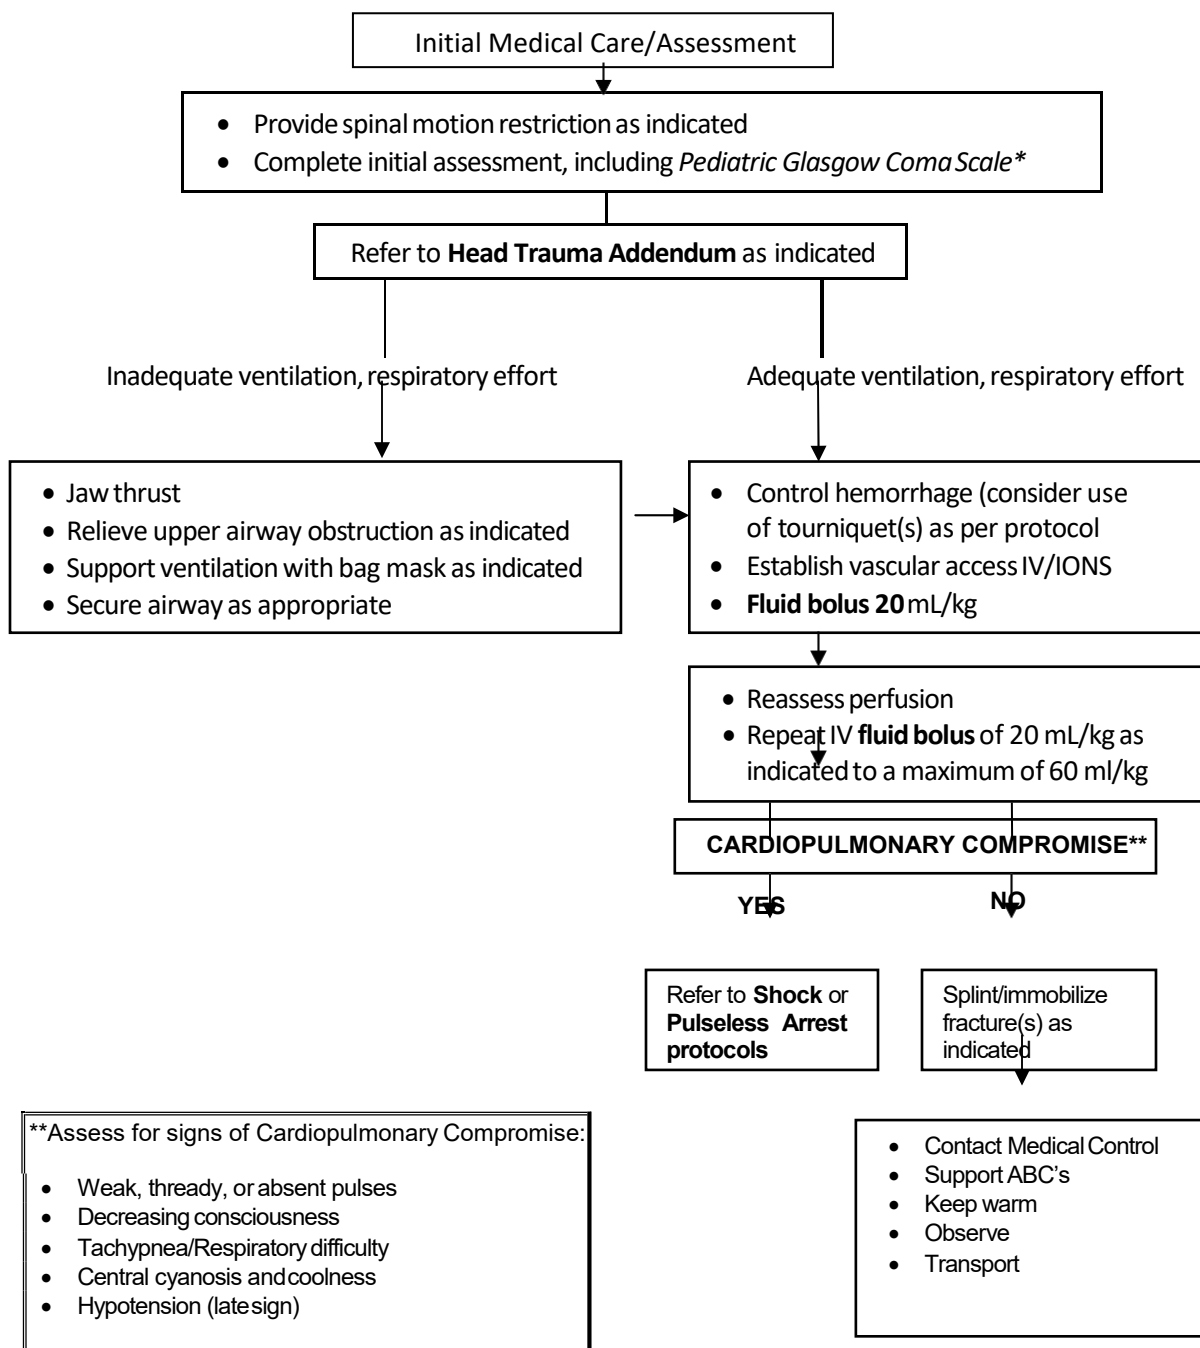 Initial Medical Care/Assessment
• Provide spinal motion restriction as indicated
• Complete initial assessment, including Pediatric Glasgow Coma Scale*
Refer to Head Trauma Addendum as indicated
Inadequate ventilation, respiratory effort
Adequate ventilation, respiratory effort
• Jaw thrust
• Relieve upper airway obstruction as indicated
• Support ventilation with bag mask as indicated
• Secure airway as appropriate
• Control hemorrhage (consider use
of tourniquet(s) as per protocol
• Establish vascular access IV/IONS
• Fluid bolus 20 mL/kg
• Reassess perfusion
• Repeat IV fluid bolus of 20 mL/kg as
indicated to a maximum of 60 ml/kg
CARDIOPULMONARY COMPROMISE**
YES
NO
Refer to Shock or
Pulseless Arrest
protocols
Splint/immobilize
fracture(s) as
indicated
**Assess for signs of Cardiopulmonary Compromise:
• Weak, thready, or absent pulses
• Decreasing consciousness
• Tachypnea/Respiratory difficulty
• Central cyanosis and coolness
• Hypotension (late sign)
• Contact Medical Control
• Support ABC's
• Keep warm
• Observe
• Transport